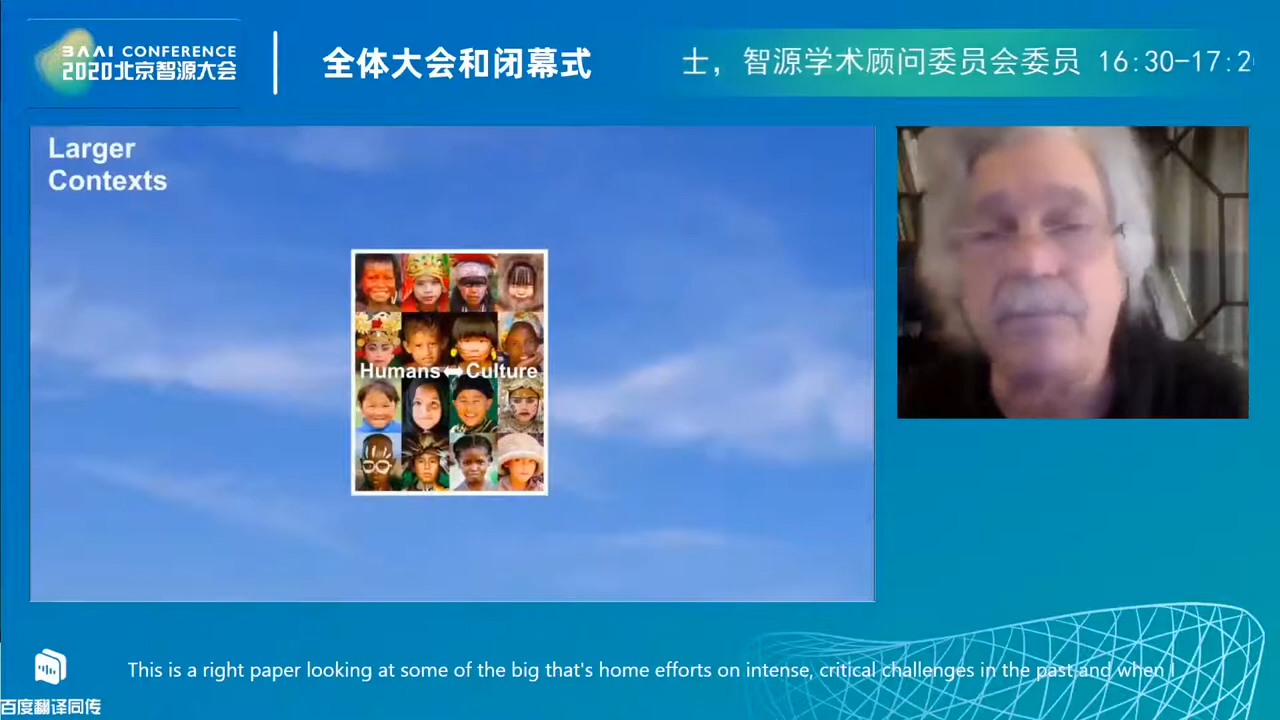 BAAI CONFERENCE
2020北京智源大会
全体大会和闭幕式
士，智源学术顾问委员会委员 16:30-17:2
Larger
Contexts
Humans↔Culture
This is a right paper looking at some of the big that's home efforts on intense, critical challenges in the past and when I
百度翻译同传